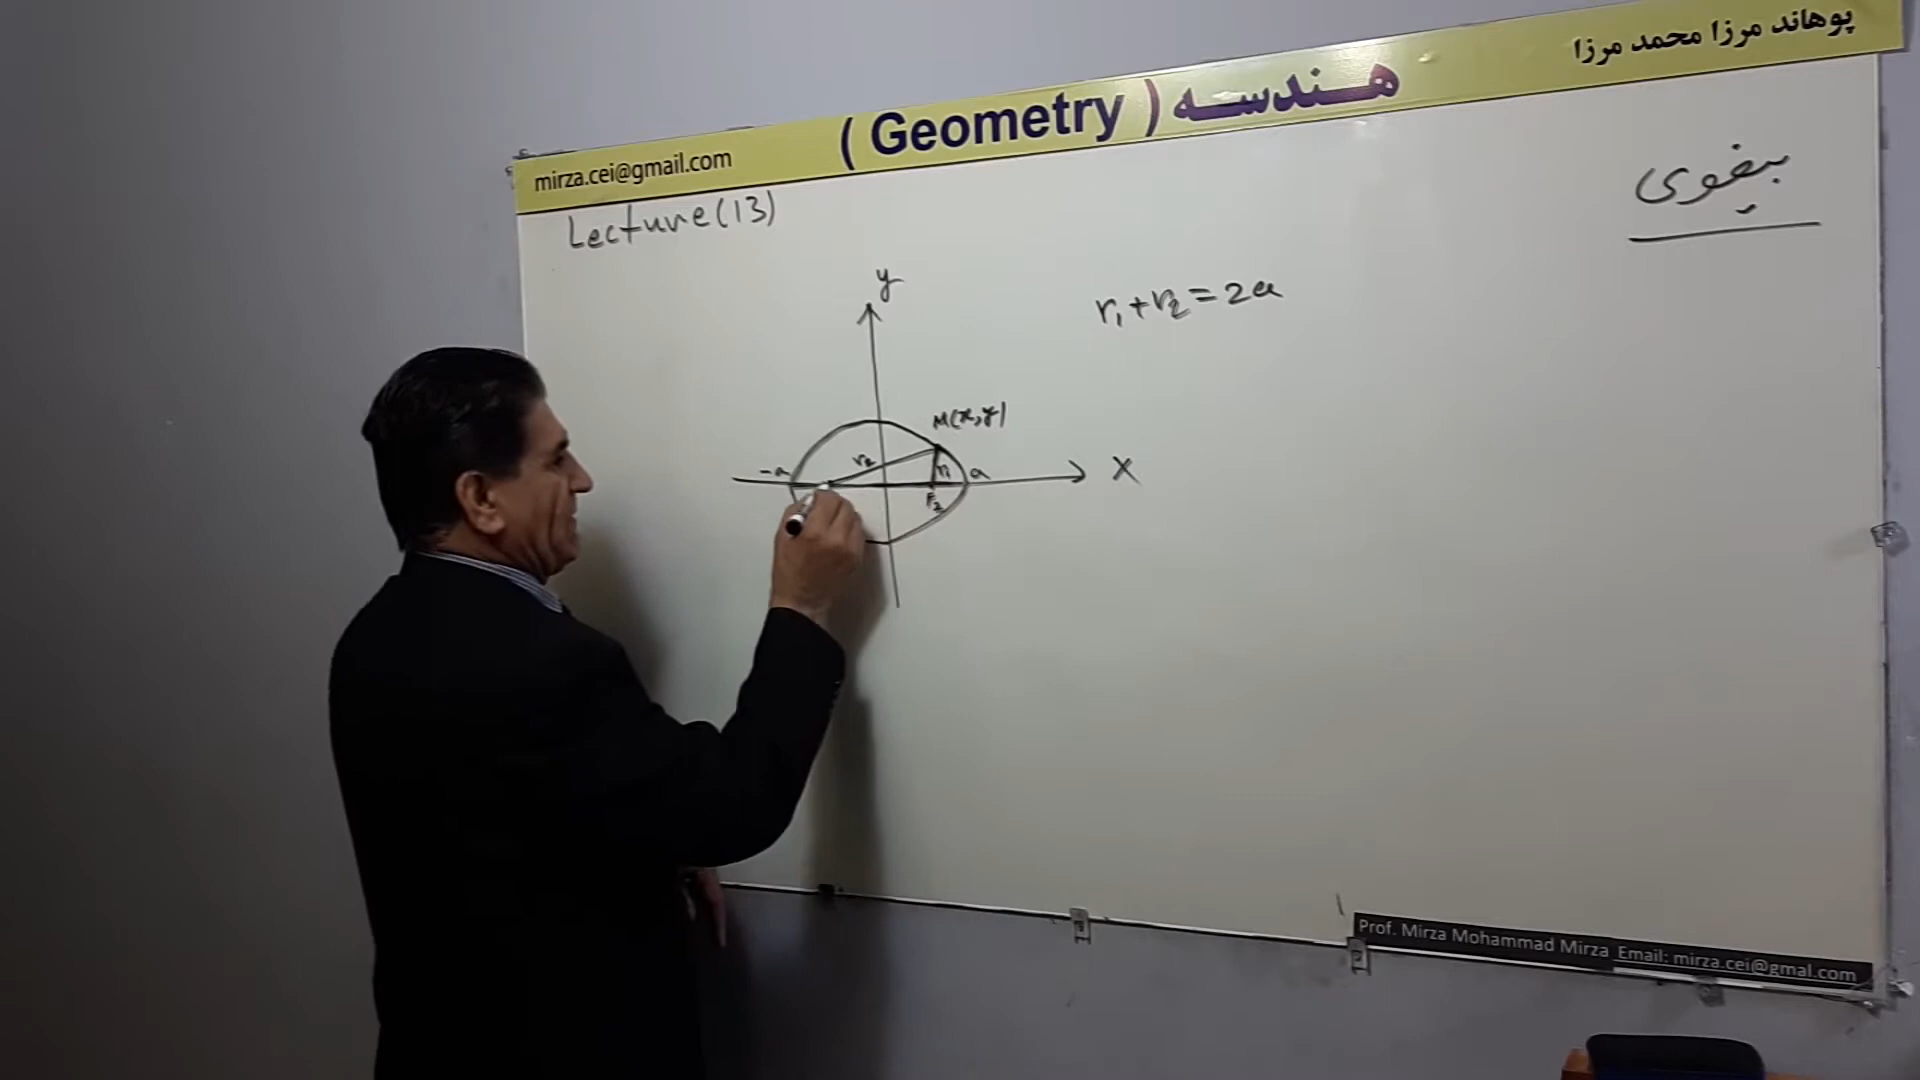 پوهاند مرزا محمد مرزا
هندسه ( Geometry )
mirza.cei@gmail.com
Lecture(13)
بیضوی
y
r₁+r₂=2a
M(x,y)
-a
r₂
r₁
a
X
F₂
Prof. Mirza Mohammad Mirza Email: mirza.cei@gmal.com